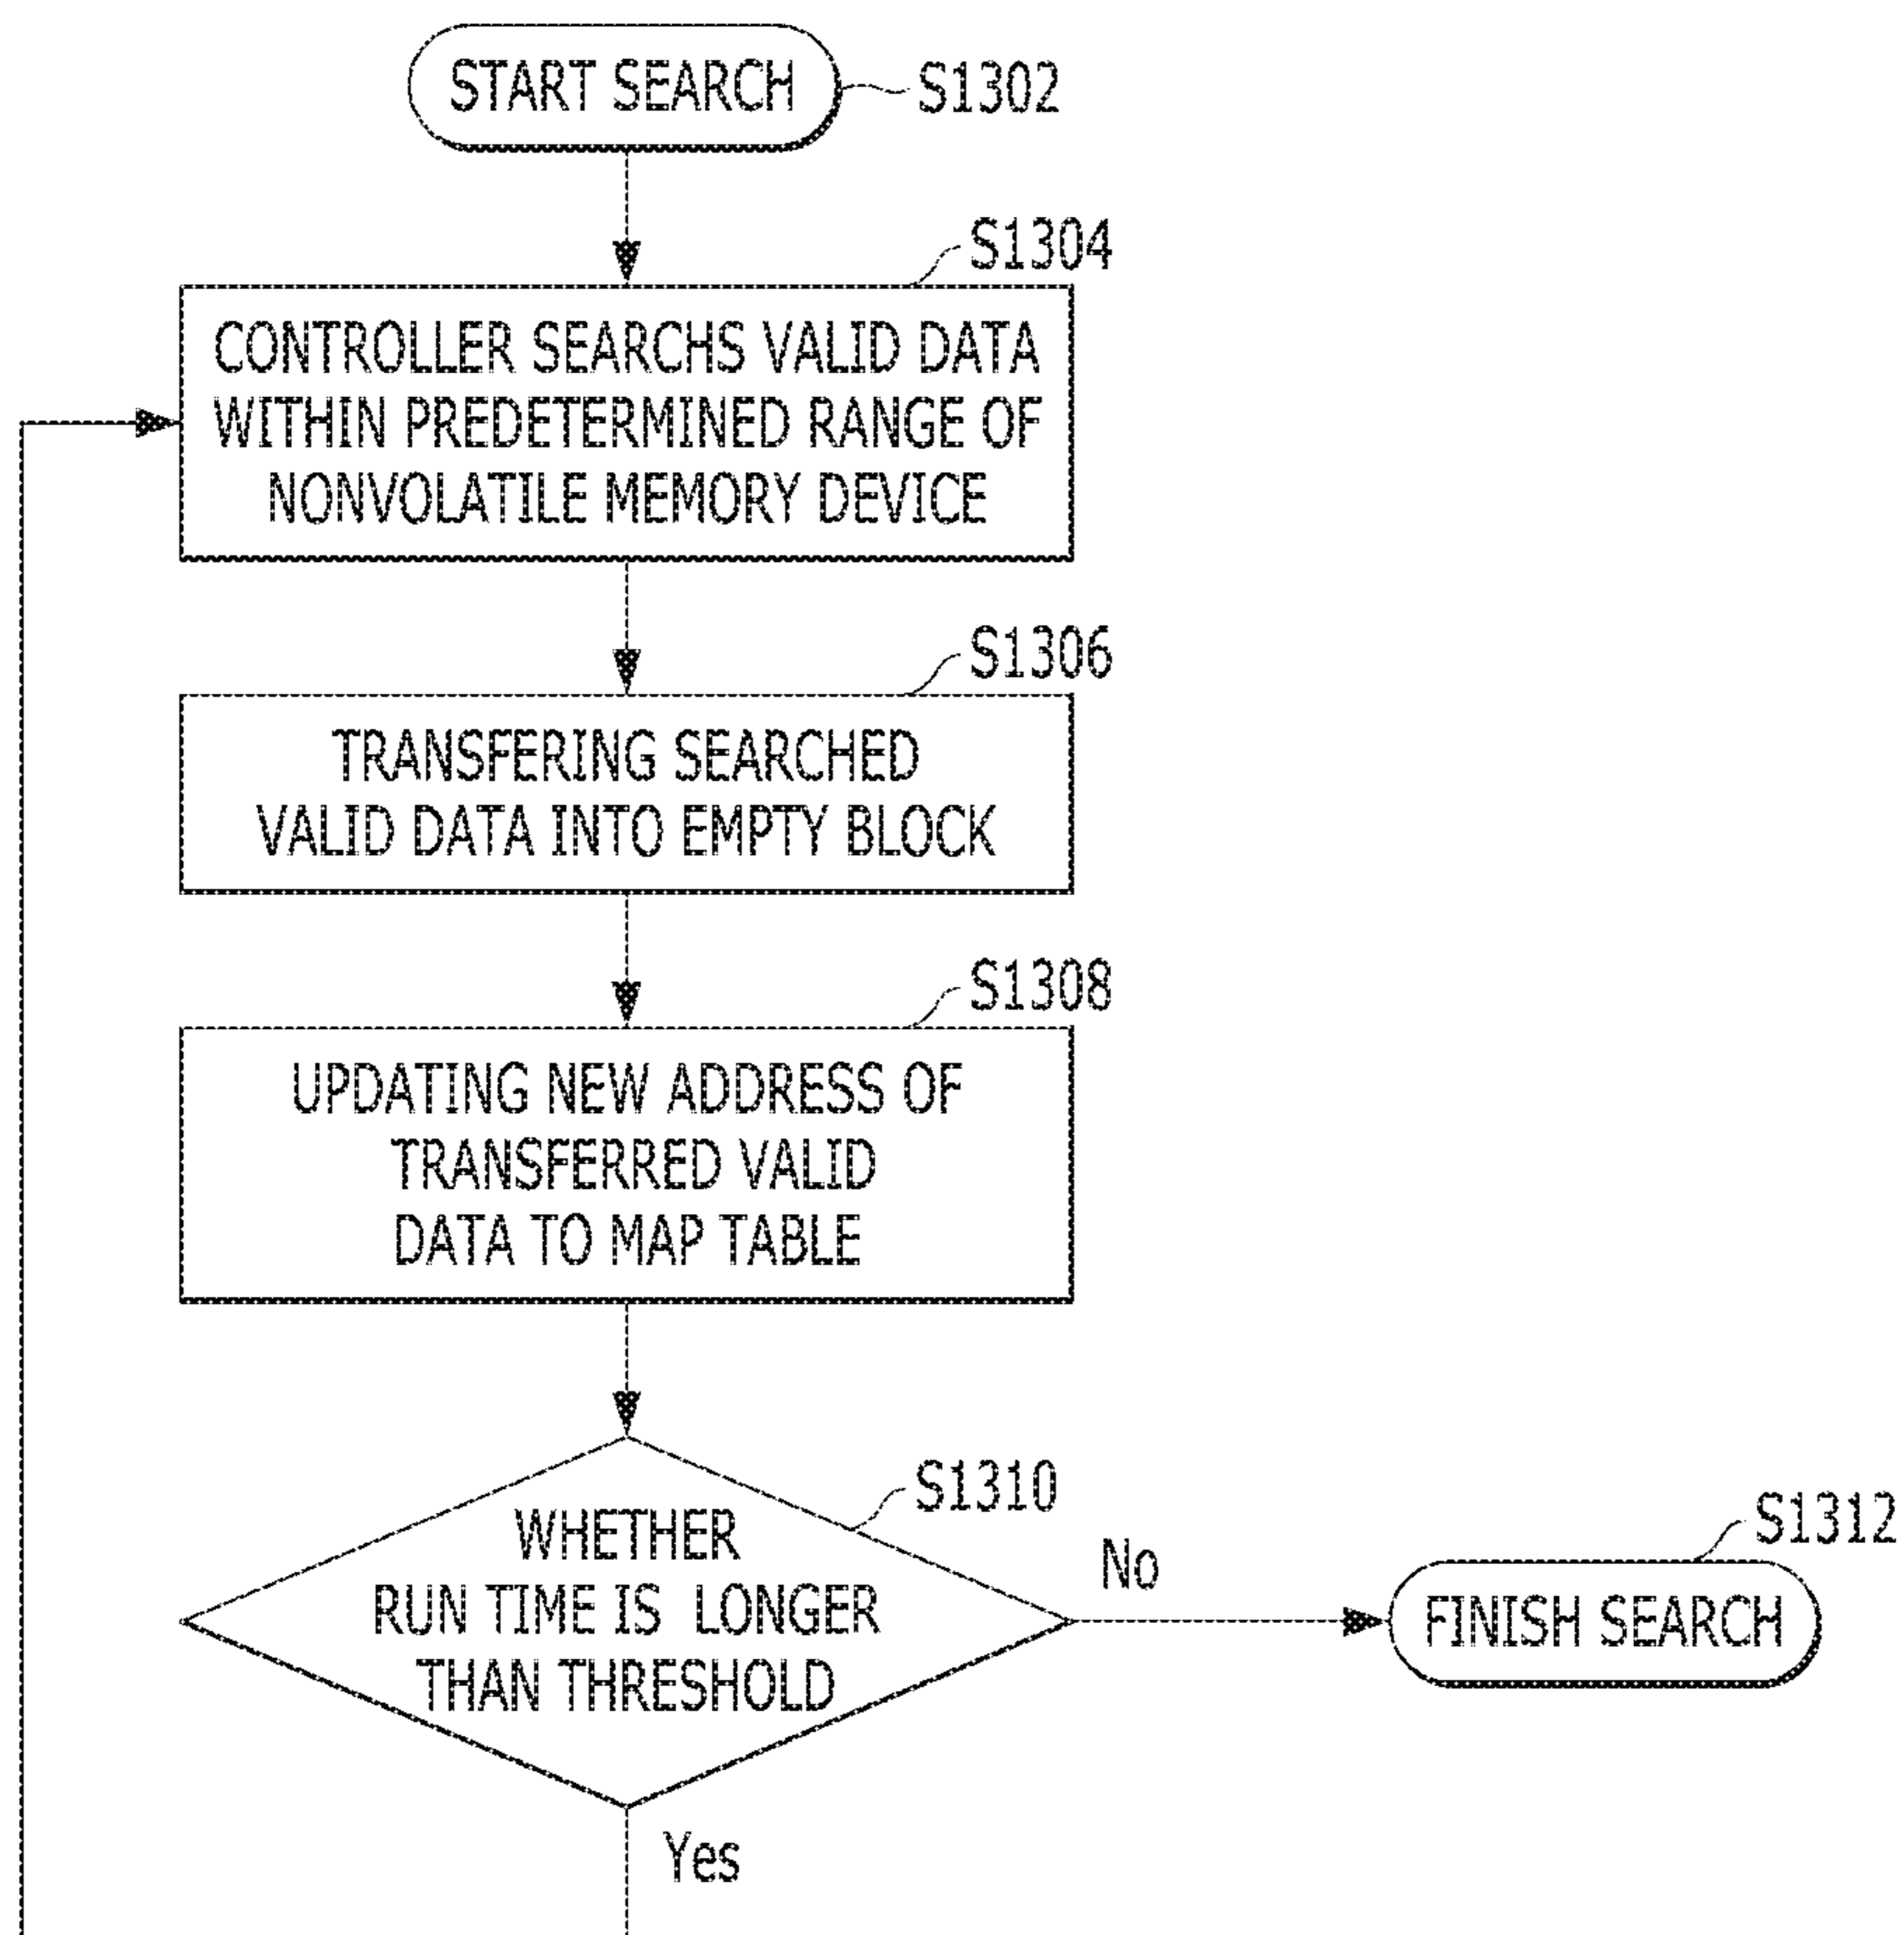 START SEARCH
S1302
S1304
CONTROLLER SEARCHS VALID DATA
WITHIN PREDETERMINED RANGE OF
NONVOLATILE MEMORY DEVICE
S1306
TRANSFERING SEARCHED
VALID DATA INTO EMPTY BLOCK
S1308
UPDATING NEW ADDRESS OF
TRANSFERRED VALID
DATA TO MAP TABLE
S1310
WHETHER
RUN TIME IS LONGER
THAN THRESHOLD
No
S1312
FINISH SEARCH
Yes